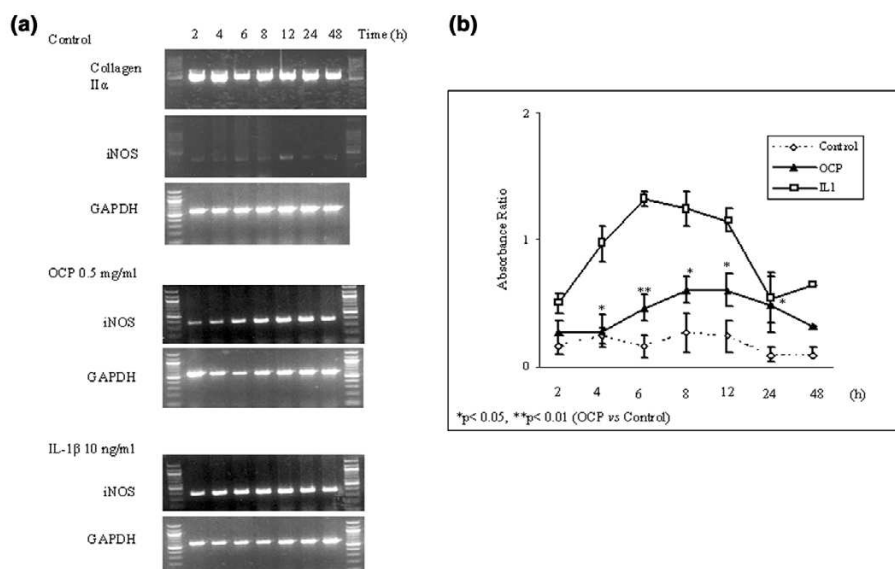 (a)
Control
2 4 6 8 12 24 48 Time (h)
Collagen
IIα
iNOS
GAPDH
OCP 0.5 mg/ml
iNOS
GAPDH
IL-1β 10 ng/ml
iNOS
GAPDH
(b)
2
1
0
Absorbance Ratio
Control
OCP
IL1
*
**
*
*
*
2 4 6 8 12 24 48 (h)
*p< 0.05, **p< 0.01 (OCP vs Control)